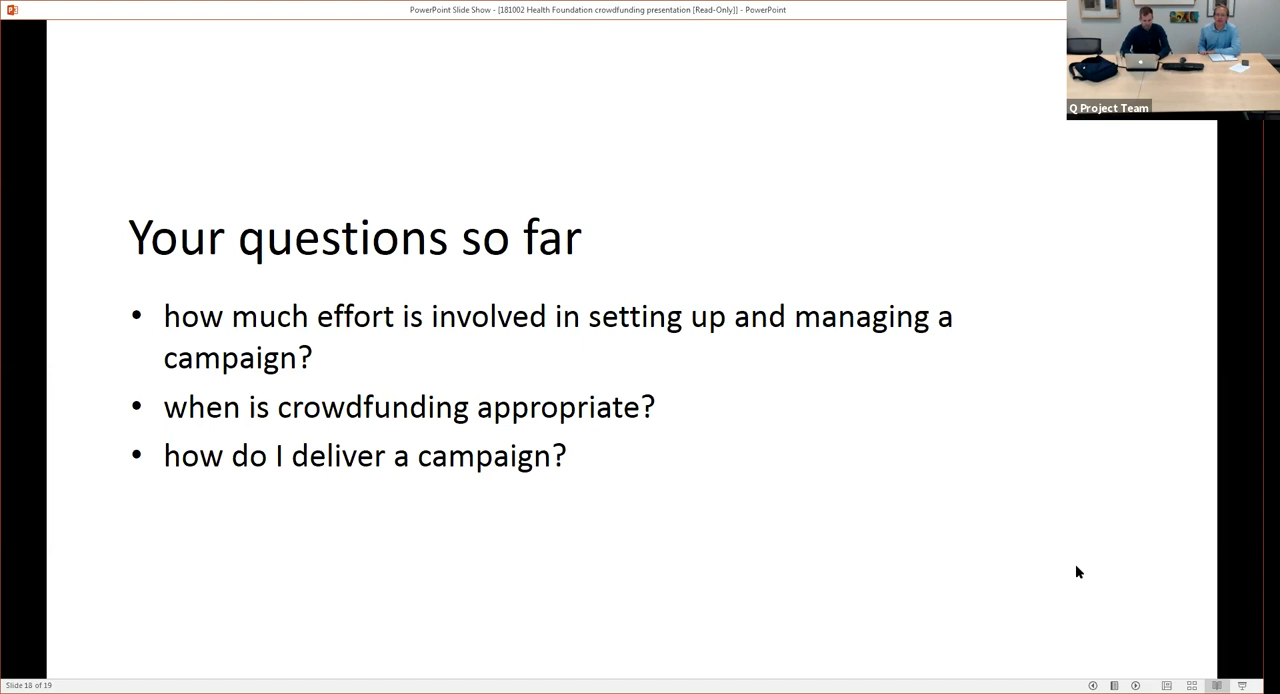 PowerPoint Slide Show - [181002 Health Foundation crowdfunding presentation [Read-Only]] - PowerPoint
Q Project Team
Your questions so far
• how much effort is involved in setting up and managing a
campaign?
• when is crowdfunding appropriate?
• how do I deliver a campaign?
Slide 18 of 19